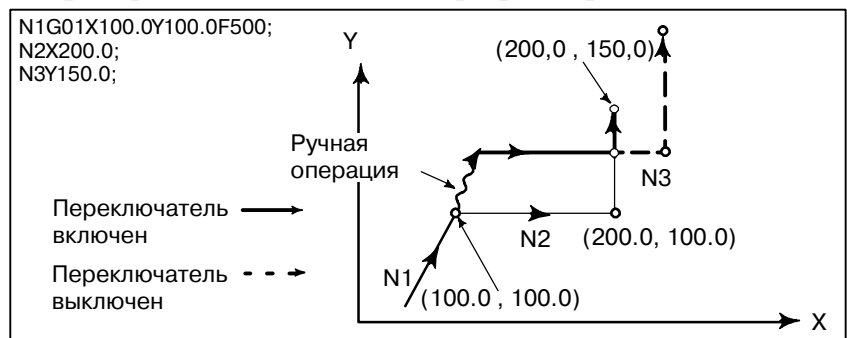 N1G01X100.0Y100.0F500;
N2X200.0;
N3Y150.0;
Y
(200,0 , 150,0)
Ручная
операция
N3
Переключатель
включен
N2
(200.0, 100.0)
Переключатель
выключен
N1
(100.0 , 100.0)
X